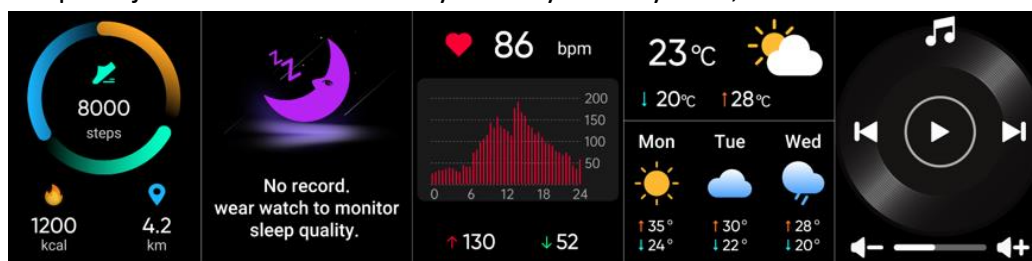 8000
steps
1200 4.2
kcal km
zzZ
No record.
wear watch to monitor
sleep quality.
86 bpm
200
150
100
50
0 6 12 18 24
↑130 ↓52
23°C
↓ 20°C ↑28°C
Mon Tue Wed
↑35° ↑30° ↑28°
↓24° ↓22° ↓20°